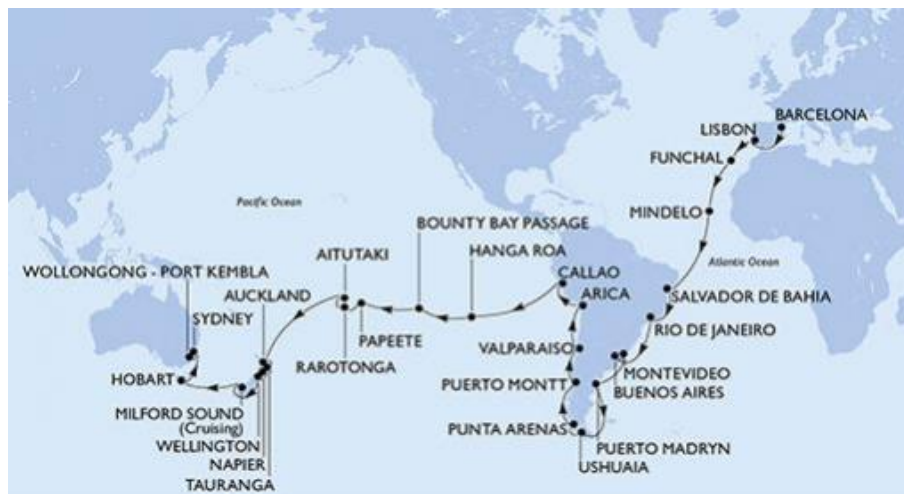 BARCELONA
LISBON
FUNCHAL
Pacific Ocean
MINDELO
BOUNTY BAY PASSAGE
HANGA ROA
AITUTAKI
Atlantic Ocean
WOLLONGONG - PORT KEMBLA
CALLAO
AUCKLAND
ARICA
SALVADOR DE BAHIA
SYDNEY
RIO DE JANEIRO
PAPEETE
VALPARAISO
RAROTONGA
MONTEVIDEO
HOBART
PUERTO MONTT
BUENOS AIRES
MILFORD SOUND
(Cruising)
PUNTA ARENAS
WELLINGTON
PUERTO MADRYN
NAPIER
USHUAIA
TAURANGA